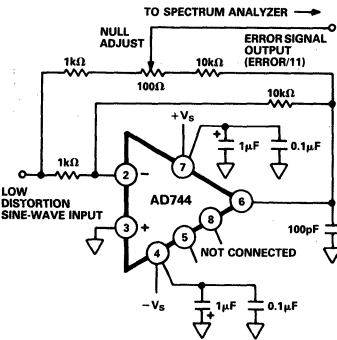 TO SPECTRUM ANALYZER
NULL
ADJUST
ERROR SIGNAL
OUTPUT
(ERROR/11)
1kΩ
100Ω
10kΩ
10kΩ
+VS
1kΩ
+
1µF
0.1µF
2
−
7
AD744
6
LOW
DISTORTION
SINE-WAVE INPUT
3
+
8
5
4
NOT CONNECTED
100pF
−VS
1µF
+
0.1µF